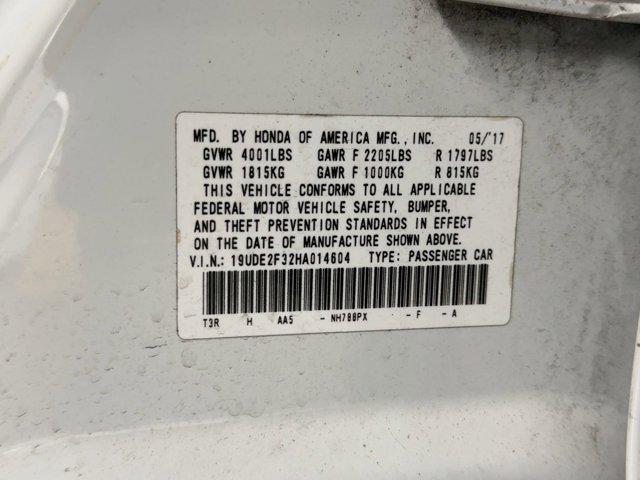 MFD. BY HONDA OF AMERICA MFG., INC. 05/'17
GVWR 4001LBS GAWR F 2205LBS R 1797LBS
GVWR 1815KG GAWR F 1000KG R 815KG
THIS VEHICLE CONFORMS TO ALL APPLICABLE
FEDERAL MOTOR VEHICLE SAFETY, BUMPER,
AND THEFT PREVENTION STANDARDS IN EFFECT
ON THE DATE OF MANUFACTURE SHOWN ABOVE.
V.I.N.: 19UDE2F32HA014604 TYPE: PASSENGER CAR
T3R H AA5 - NH788PX - F - A